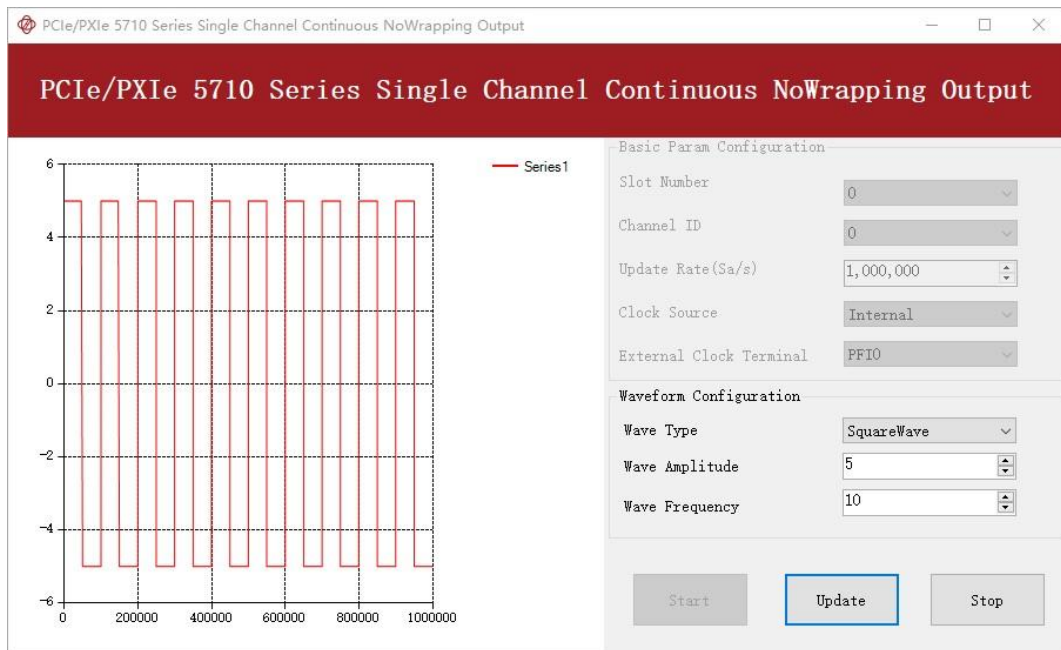 PCIe/PXIe 5710 Series Single Channel Continuous NoWrapping Output
PCIe/PXIe 5710 Series Single Channel Continuous NoWrapping Output
6
4
2
0
-2
-4
-6
0
200000
400000
600000
800000
1000000
Series1
Basic Param Configuration
Slot Number
0
Channel ID
0
Update Rate(Sa/s)
1,000,000
Clock Source
Internal
External Clock Terminal
PFI0
Waveform Configuration
Wave Type
SquareWave
Wave Amplitude
5
Wave Frequency
10
Start
Update
Stop